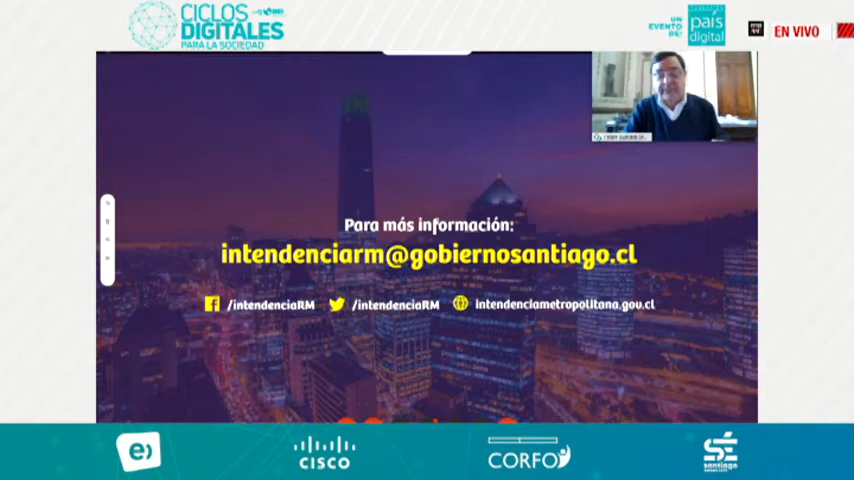 CICLOS
DIGITALES
PARA LA SOCIEDAD
UN
EVENTO
DE:
país
digital
EN VIVO
Para más información:
intendenciarm@gobiernosantiago.cl
/intendenciaRM /intendenciaRM intendenciametropolitana.gov.cl
e)
CISCO
CORFO
SÉ
santiago